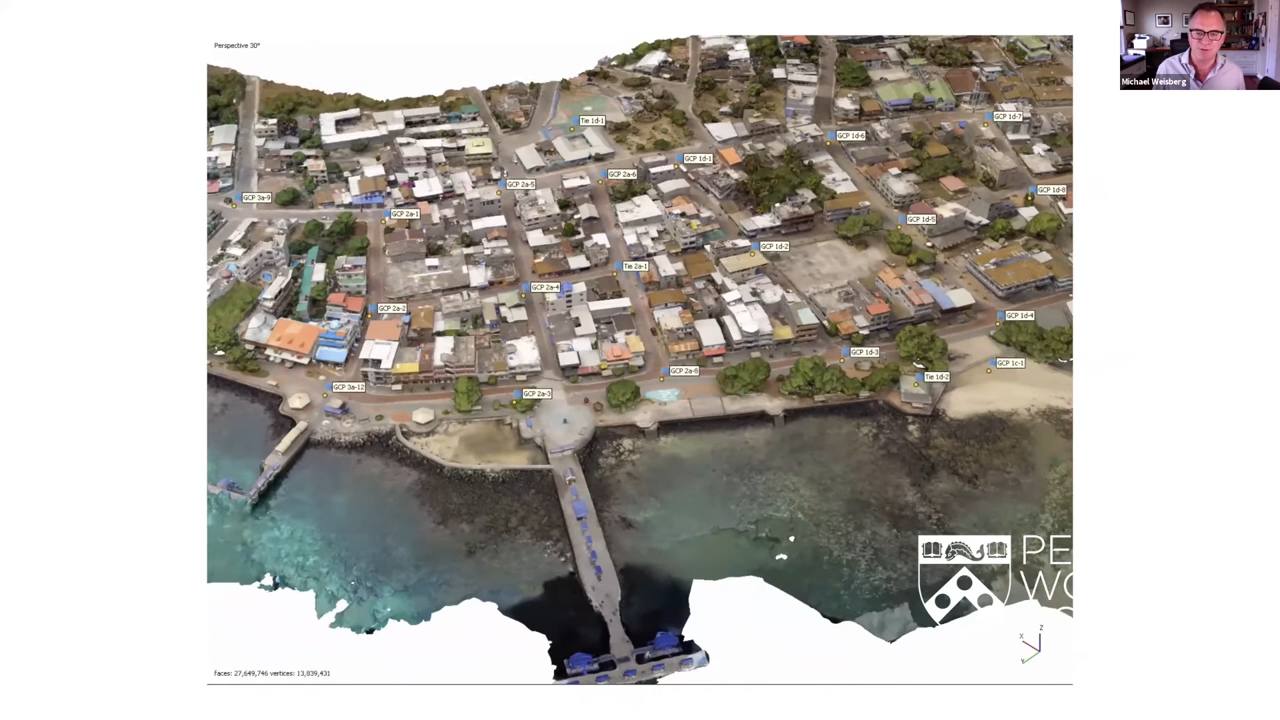 Michael Weisberg
Perspective 30°
GCP 1d-7
Tie 1d-1
GCP 1d-6
GCP 1d-1
GCP 2a-6
GCP 2a-5
GCP 1d-8
GCP 3a-9
GCP 2a-1
GCP 1d-5
GCP 1d-2
Tie 2a-1
GCP 2a-4
GCP 2a-2
GCP 1d-4
GCP 1d-3
GCP 1c-1
GCP 2a-8
Tie 1d-2
GCP 3a-12
GCP 2a-3
PE
WO
Z
X
Y
faces: 27,649,746 vertices: 13,839,431